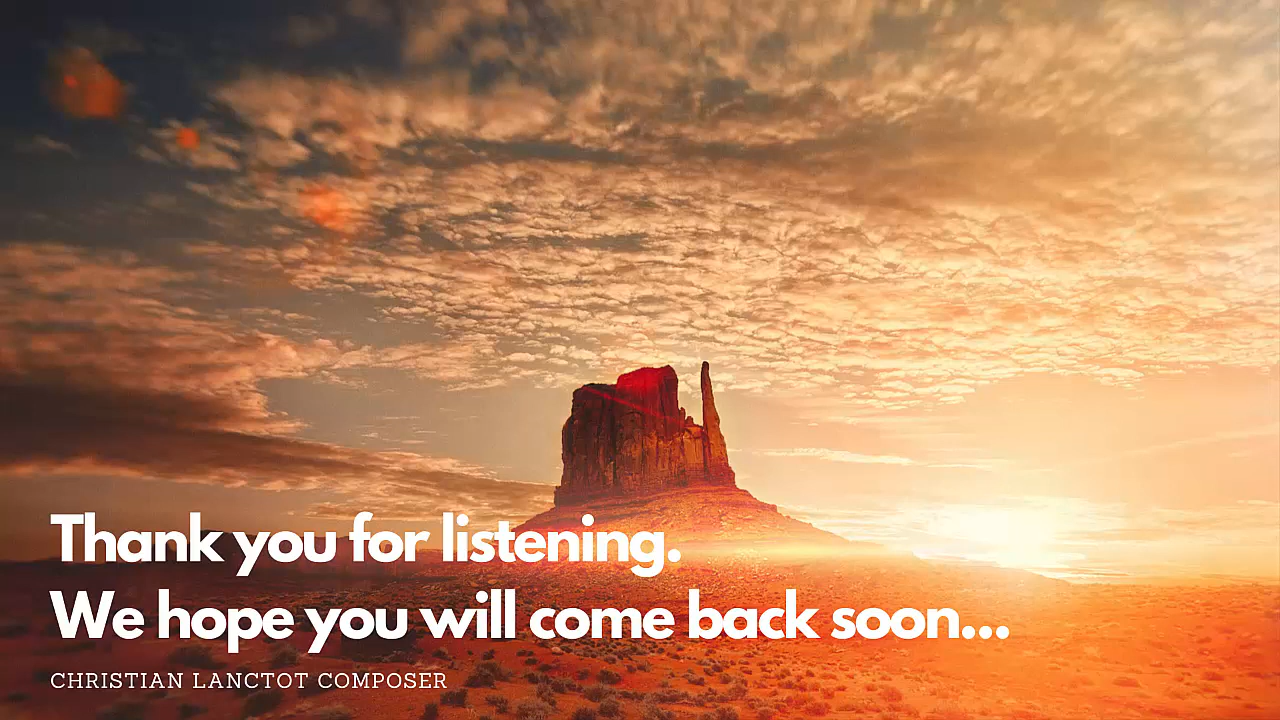 Thank you for listening.
We hope you will come back soon...
CHRISTIAN LANCTOT COMPOSER